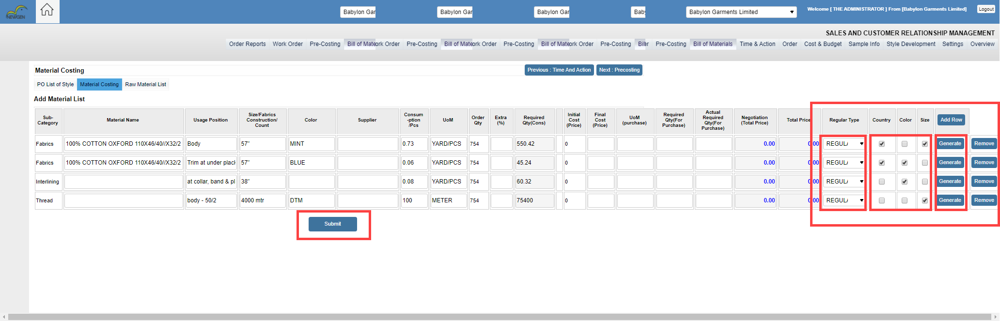 NEWGEN
Babylon Gar
Babylon Gar
Babylon Gar
Baby
Babylon Garments Limited
Welcome [ THE ADMINISTRATOR ] From [Babylon Garments Limited]
Logout
SALES AND CUSTOMER RELATIONSHIP MANAGEMENT
Order Reports Work Order Pre-Costing Bill of Mate rk Order Pre-Costing Bill of Mate rk Order Pre-Costing Bill of Mate rk Order Pre-Costing Bil r Pre-Costing Bill of Materials Time & Action Order Cost & Budget Sample Info Style Development Settings Overview
Material Costing
Previous : Time And Action Next : Precosting
PO List of Style Material Costing Raw Material List
Add Material List
Sub-Category Material Name Usage Position Size/Fabrics Construction/ Count Color Supplier Consum -ption /Pcs UoM Order Qty Extra (%) Required Qty(Cons) Initial Cost (Price) Final Cost (Price) UoM (purchase) Required Qty(For Purchase) Actual Required Qty(For Purchase) Negotiation (Total Price) Total Price Regular Type Country Color Size Add Row
Fabrics 100% COTTON OXFORD 110X46/40//X32/2 Body 57" MINT 0.73 YARD/PCS 754 550.42 0 0.00 0.00 REGUL Generate Remove
Fabrics 100% COTTON OXFORD 110X46/40//X32/2 Trim at under plack 57" BLUE 0.06 YARD/PCS 754 45.24 0 0.00 0.00 REGUL Generate Remove
Interlining at collar, band & pl 38" 0.08 YARD/PCS 754 60.32 0 0.00 0.00 REGUL Generate Remove
Thread body - 50/2 4000 mtr DTM 100 METER 754 75400 0 0.00 0.00 REGUL Generate Remove
Submit